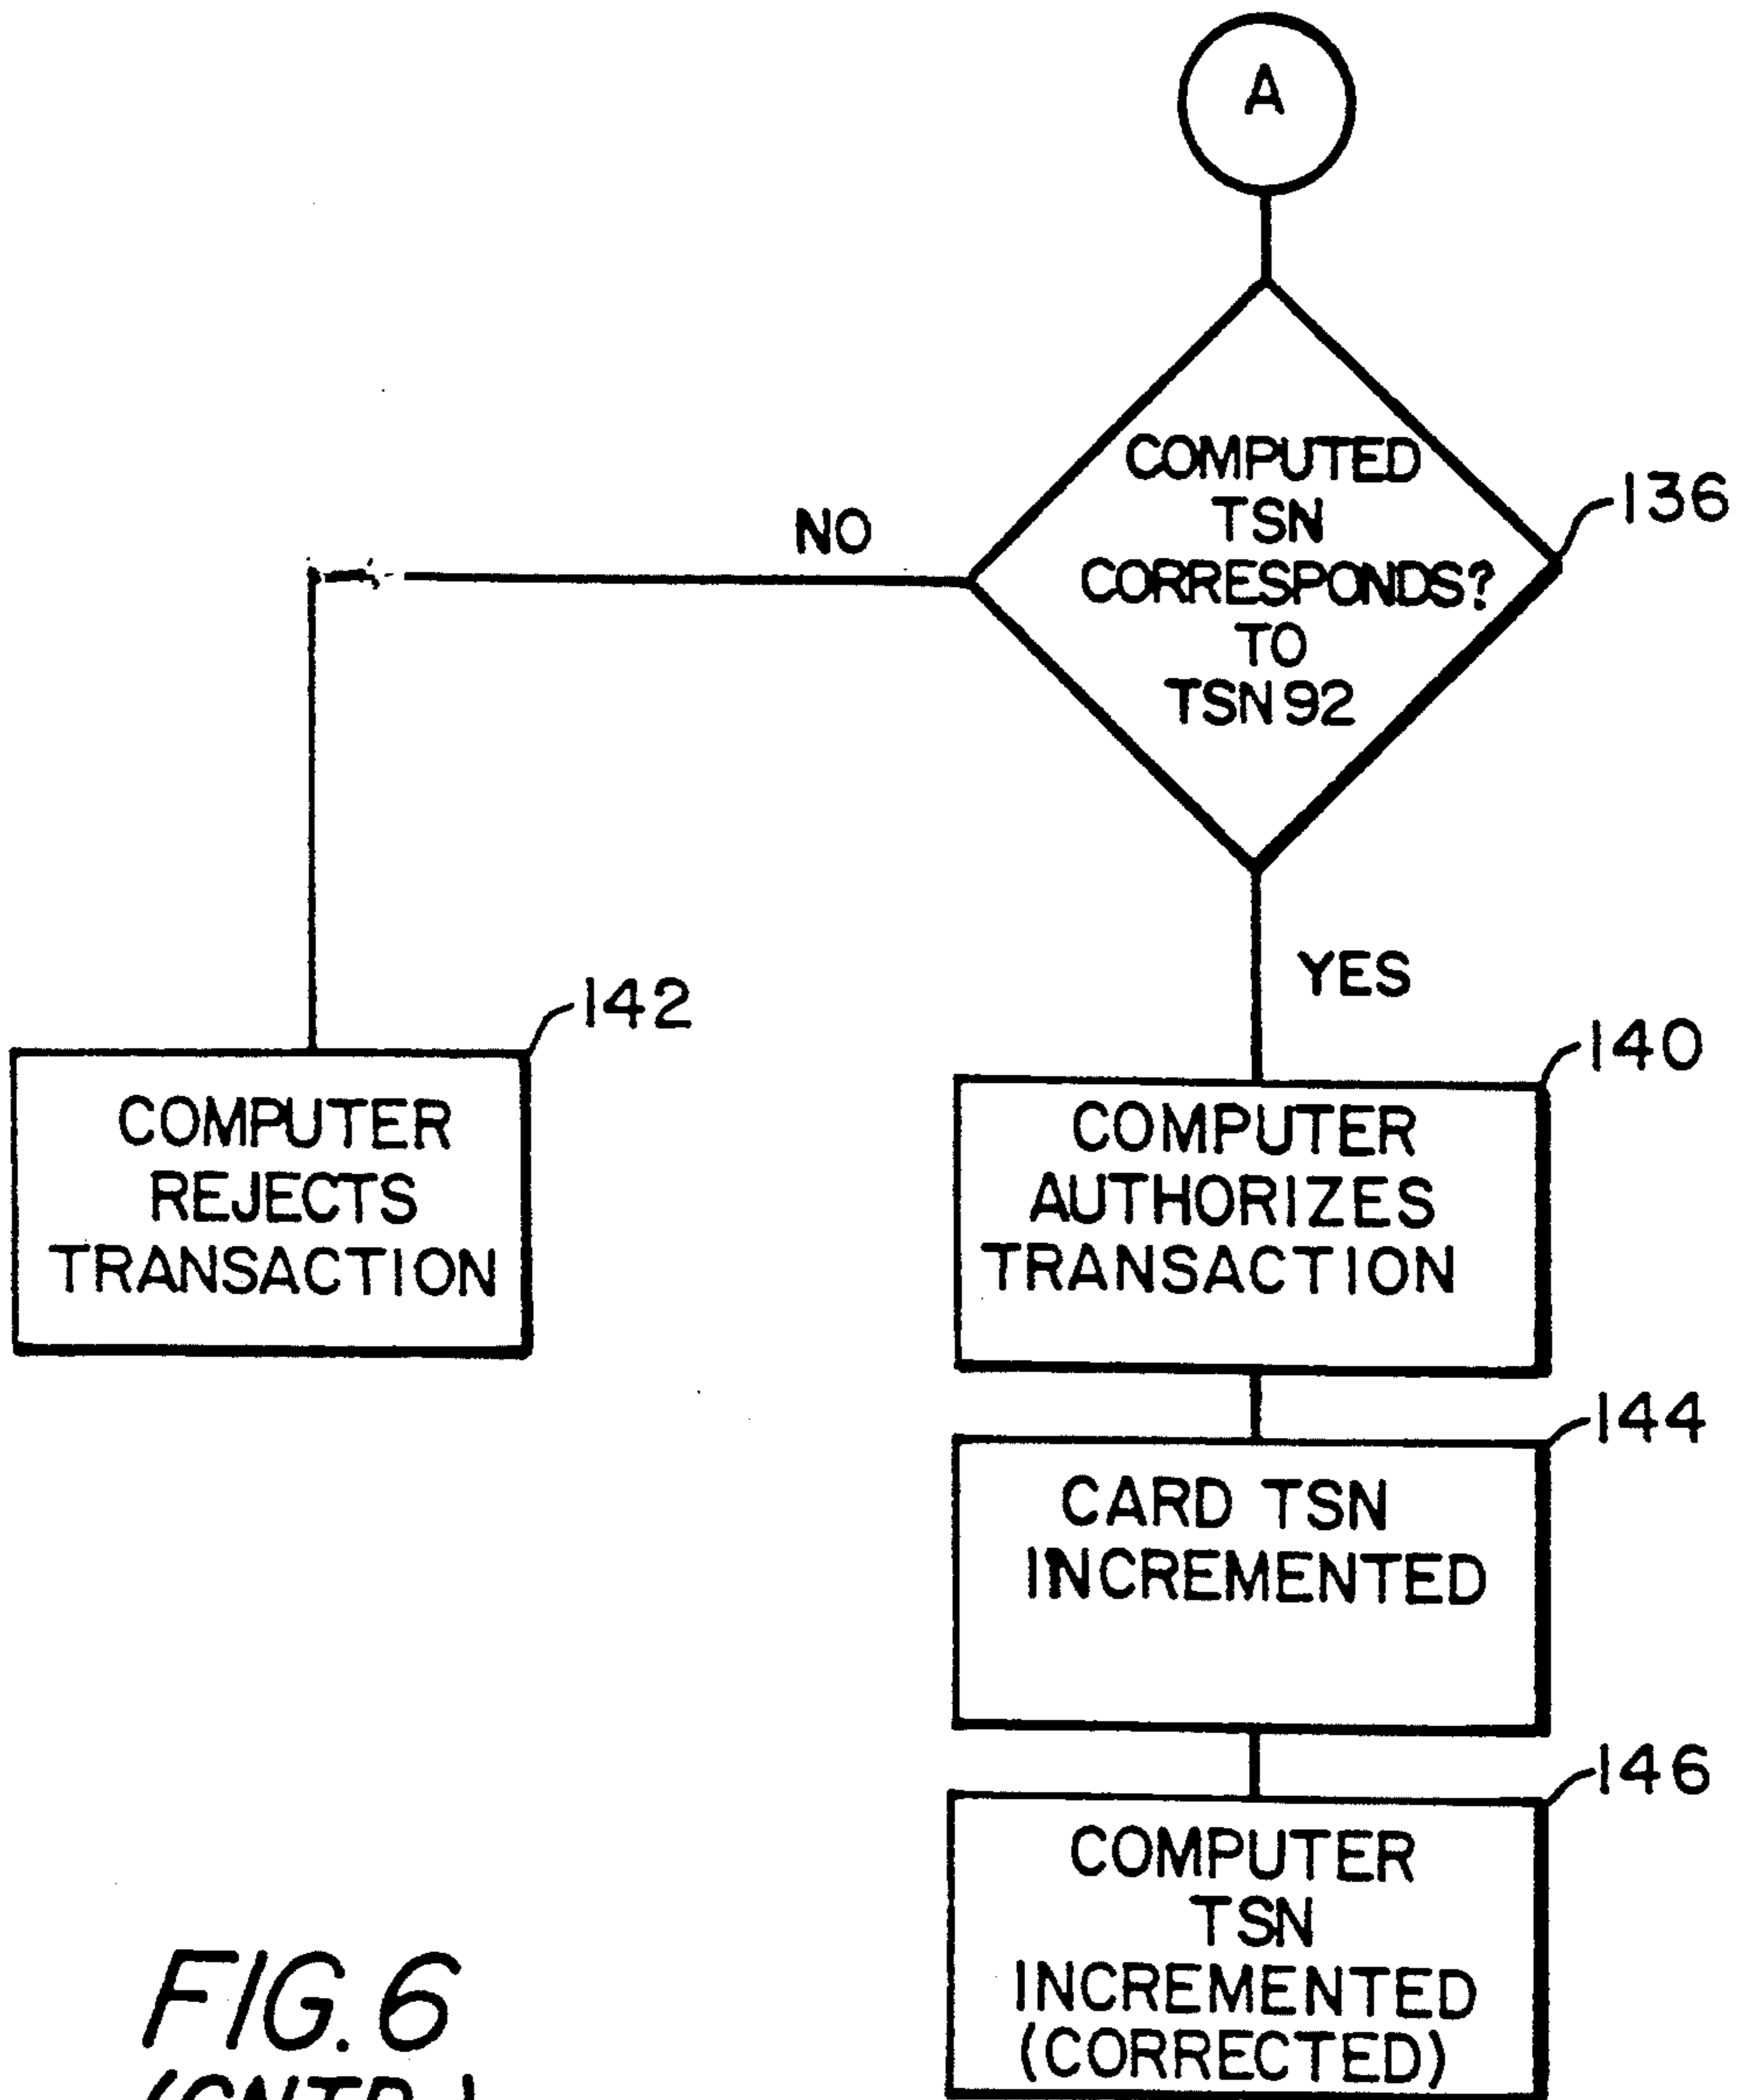 A
COMPUTED
TSN
CORRESPONDS?
TO
TSN 92
136
NO
YES
142
COMPUTER
REJECTS
TRANSACTION
140
COMPUTER
AUTHORIZES
TRANSACTION
144
CARD TSN
INCREMENTED
146
COMPUTER
TSN
INCREMENTED
(CORRECTED)
FIG. 6